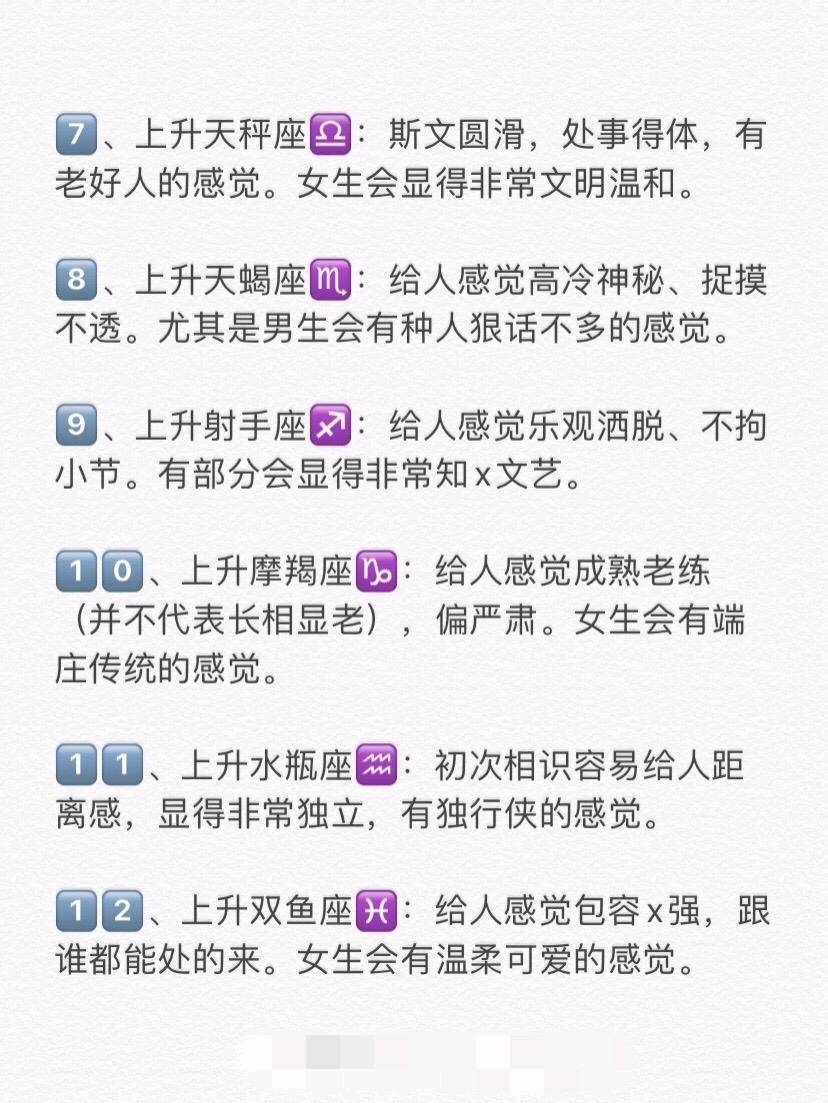 7️⃣、上升天秤座♎️：斯文圆滑，处事得体，有
老好人的感觉。女生会显得非常文明温和。
8️⃣、上升天蝎座♏️：给人感觉高冷神秘、捉摸
不透。尤其是男生会有种人狠话不多的感觉。
9️⃣、上升射手座♐️：给人感觉乐观洒脱、不拘
小节。有部分会显得非常知x文艺。
1️⃣0️⃣、上升摩羯座♑️：给人感觉成熟老练
（并不代表长相显老），偏严肃。女生会有端
庄传统的感觉。
1️⃣1️⃣、上升水瓶座♒️：初次相识容易给人距
离感，显得非常独立，有独行侠的感觉。
1️⃣2️⃣、上升双鱼座♓️：给人感觉包容x强，跟
谁都能处的来。女生会有温柔可爱的感觉。